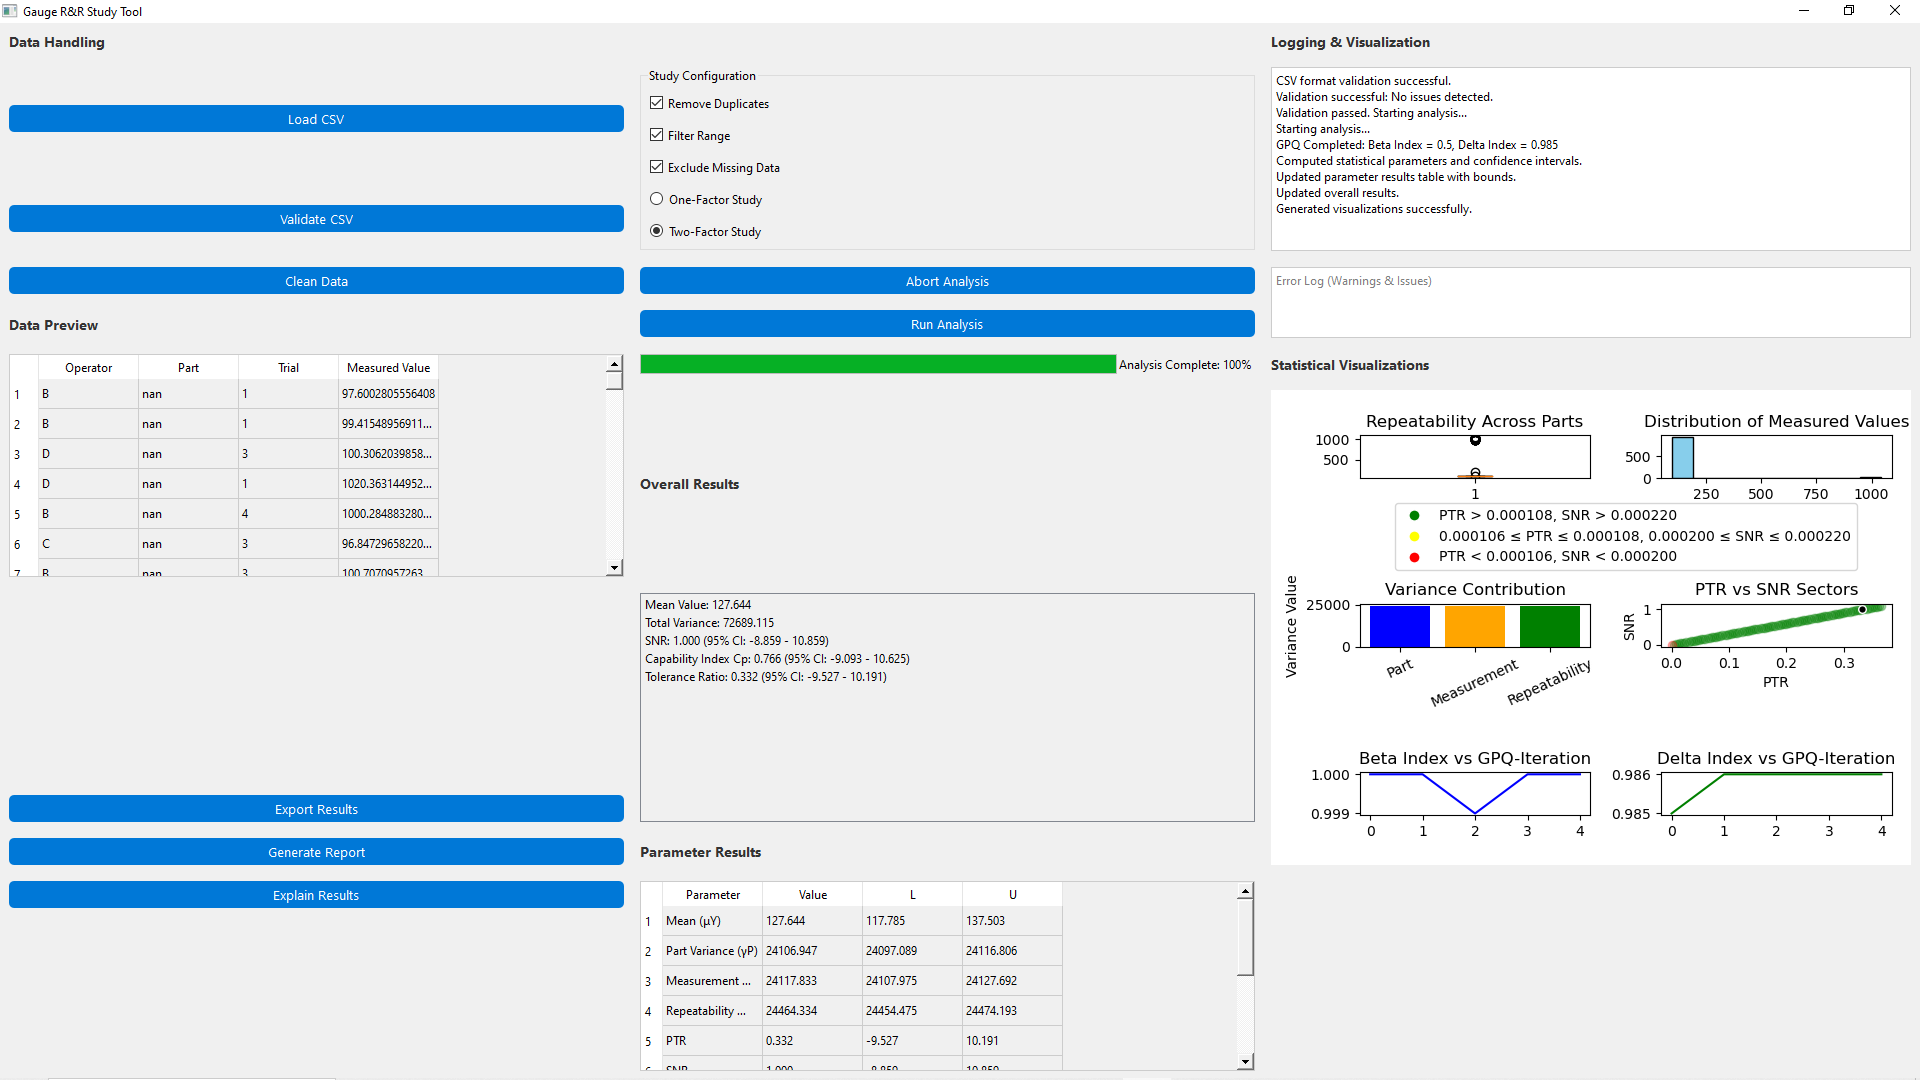 Gauge R&R Study Tool
Data Handling
Load CSV
Validate CSV
Clean Data
Data Preview
Operator Part Trial Measured Value
1 B nan 1 97.6002805556408
2 B nan 1 99.41548956911...
3 D nan 3 100.3062039858...
4 D nan 1 1020.363144952...
5 B nan 4 1000.284883280...
6 C nan 3 96.84729658220...
7 B nan 3 100.7070957263
Export Results
Generate Report
Explain Results
Study Configuration
Remove Duplicates
Filter Range
Exclude Missing Data
One-Factor Study
Two-Factor Study
Abort Analysis
Run Analysis
Analysis Complete: 100%
Overall Results
Mean Value: 127.644
Total Variance: 72689.115
SNR: 1.000 (95% CI: -8.859 - 10.859)
Capability Index Cp: 0.766 (95% CI: -9.093 - 10.625)
Tolerance Ratio: 0.332 (95% CI: -9.527 - 10.191)
Parameter Results
Parameter Value L U
1 Mean (μY) 127.644 117.785 137.503
2 Part Variance (γP) 24106.947 24097.089 24116.806
3 Measurement ... 24117.833 24107.975 24127.692
4 Repeatability ... 24464.334 24454.475 24474.193
5 PTR 0.332 -9.527 10.191
6 SNR 1.000 -8.859 10.859
Logging & Visualization
CSV format validation successful.
Validation successful: No issues detected.
Validation passed. Starting analysis...
Starting analysis...
GPQ Completed: Beta Index = 0.5, Delta Index = 0.985
Computed statistical parameters and confidence intervals.
Updated parameter results table with bounds.
Updated overall results.
Generated visualizations successfully.
Error Log (Warnings & Issues)
Statistical Visualizations
Repeatability Across Parts
1000
500
1
Distribution of Measured Values
500
0
250 500 750 1000
PTR > 0.000108, SNR > 0.000220
0.000106 ≤ PTR ≤ 0.000108, 0.000200 ≤ SNR ≤ 0.000220
PTR < 0.000106, SNR < 0.000200
Variance Contribution
Variance Value
25000
0
Part Measurement Repeatability
PTR vs SNR Sectors
SNR
1
0
0.0 0.1 0.2 0.3
PTR
Beta Index vs GPQ-Iteration
1.000
0.999
0 1 2 3 4
Delta Index vs GPQ-Iteration
0.986
0.985
0 1 2 3 4